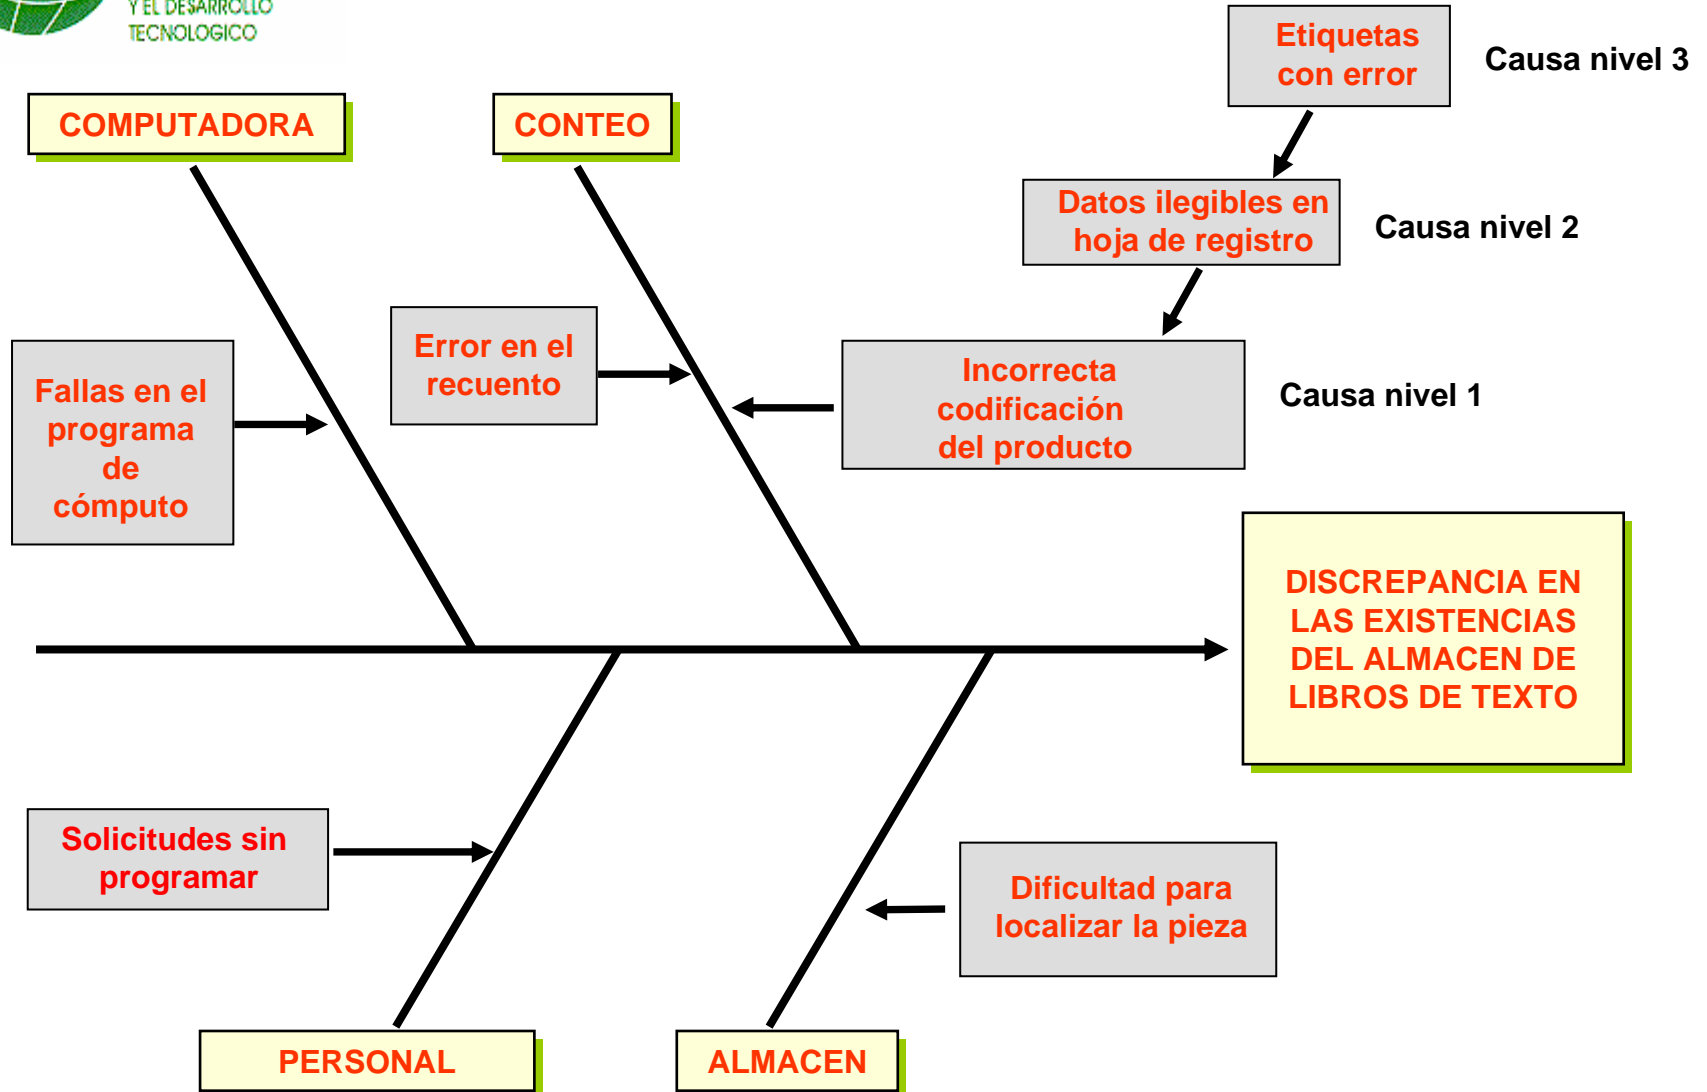 Y EL DESARROLLO
TECNOLOGICO
Etiquetas
con error
Causa nivel 3
COMPUTADORA
CONTEO
Datos ilegibles en
hoja de registro
Causa nivel 2
Error en el
recuento
Incorrecta
codificación
del producto
Causa nivel 1
Fallas en el
programa
de
cómputo
DISCREPANCIA EN
LAS EXISTENCIAS
DEL ALMACEN DE
LIBROS DE TEXTO
Solicitudes sin
programar
Dificultad para
localizar la pieza
PERSONAL
ALMACEN